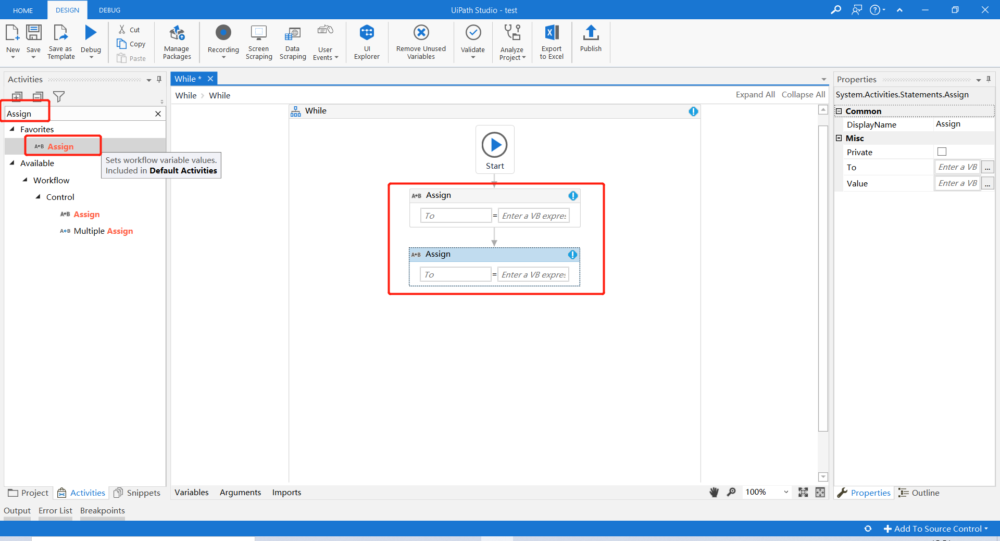 HOME
DESIGN
DEBUG
UiPath Studio - test
New
Save
Save as
Template
Debug
Cut
Copy
Paste
Manage
Packages
Recording
Screen
Scraping
Data
Scraping
User
Events
UI
Explorer
Remove Unused
Variables
Validate
Analyze
Project
Export
to Excel
Publish
Activities
Assign
Favorites
A←B Assign
Sets workflow variable values.
Included in Default Activities
Available
Workflow
Control
A←B Assign
A←B Multiple Assign
Project
Activities
Snippets
While *
While > While
Expand All
Collapse All
While
Start
A←B Assign
To = Enter a VB expres
A←B Assign
To = Enter a VB expres
Variables
Arguments
Imports
100%
Properties
System.Activities.Statements.Assign
Common
DisplayName Assign
Misc
Private
To Enter a VB ...
Value Enter a VB ...
Properties
Outline
Output
Error List
Breakpoints
Add To Source Control